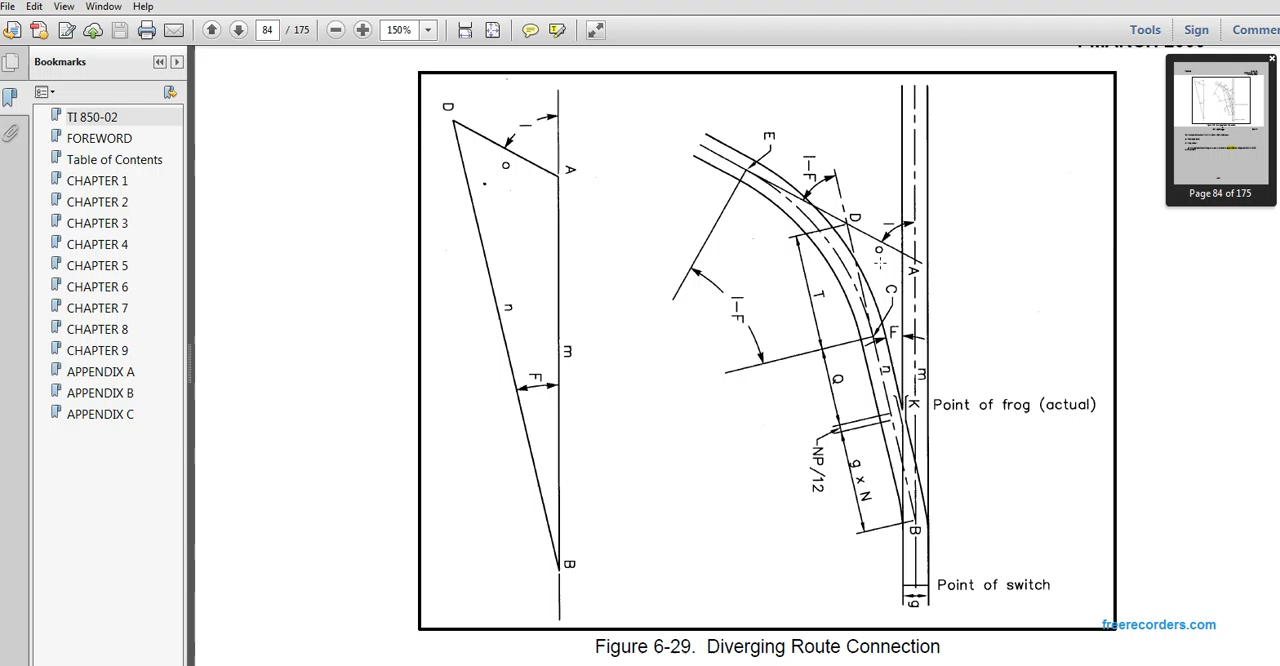 File Edit View Window Help
84 / 175 150% Tools Sign Comme
Bookmarks
TI 850-02
FOREWORD
Table of Contents
CHAPTER 1
CHAPTER 2
CHAPTER 3
CHAPTER 4
CHAPTER 5
CHAPTER 6
CHAPTER 7
CHAPTER 8
CHAPTER 9
APPENDIX A
APPENDIX B
APPENDIX C
D
I
o
A
n
m
F
B
E
I-F
D
I
o
A
C
T
I-F
F
n
m
Q
K
Point of frog (actual)
NP/12
g x N
B
Point of switch
g
Figure 6-29. Diverging Route Connection
Page 84 of 175
freerecorders.com